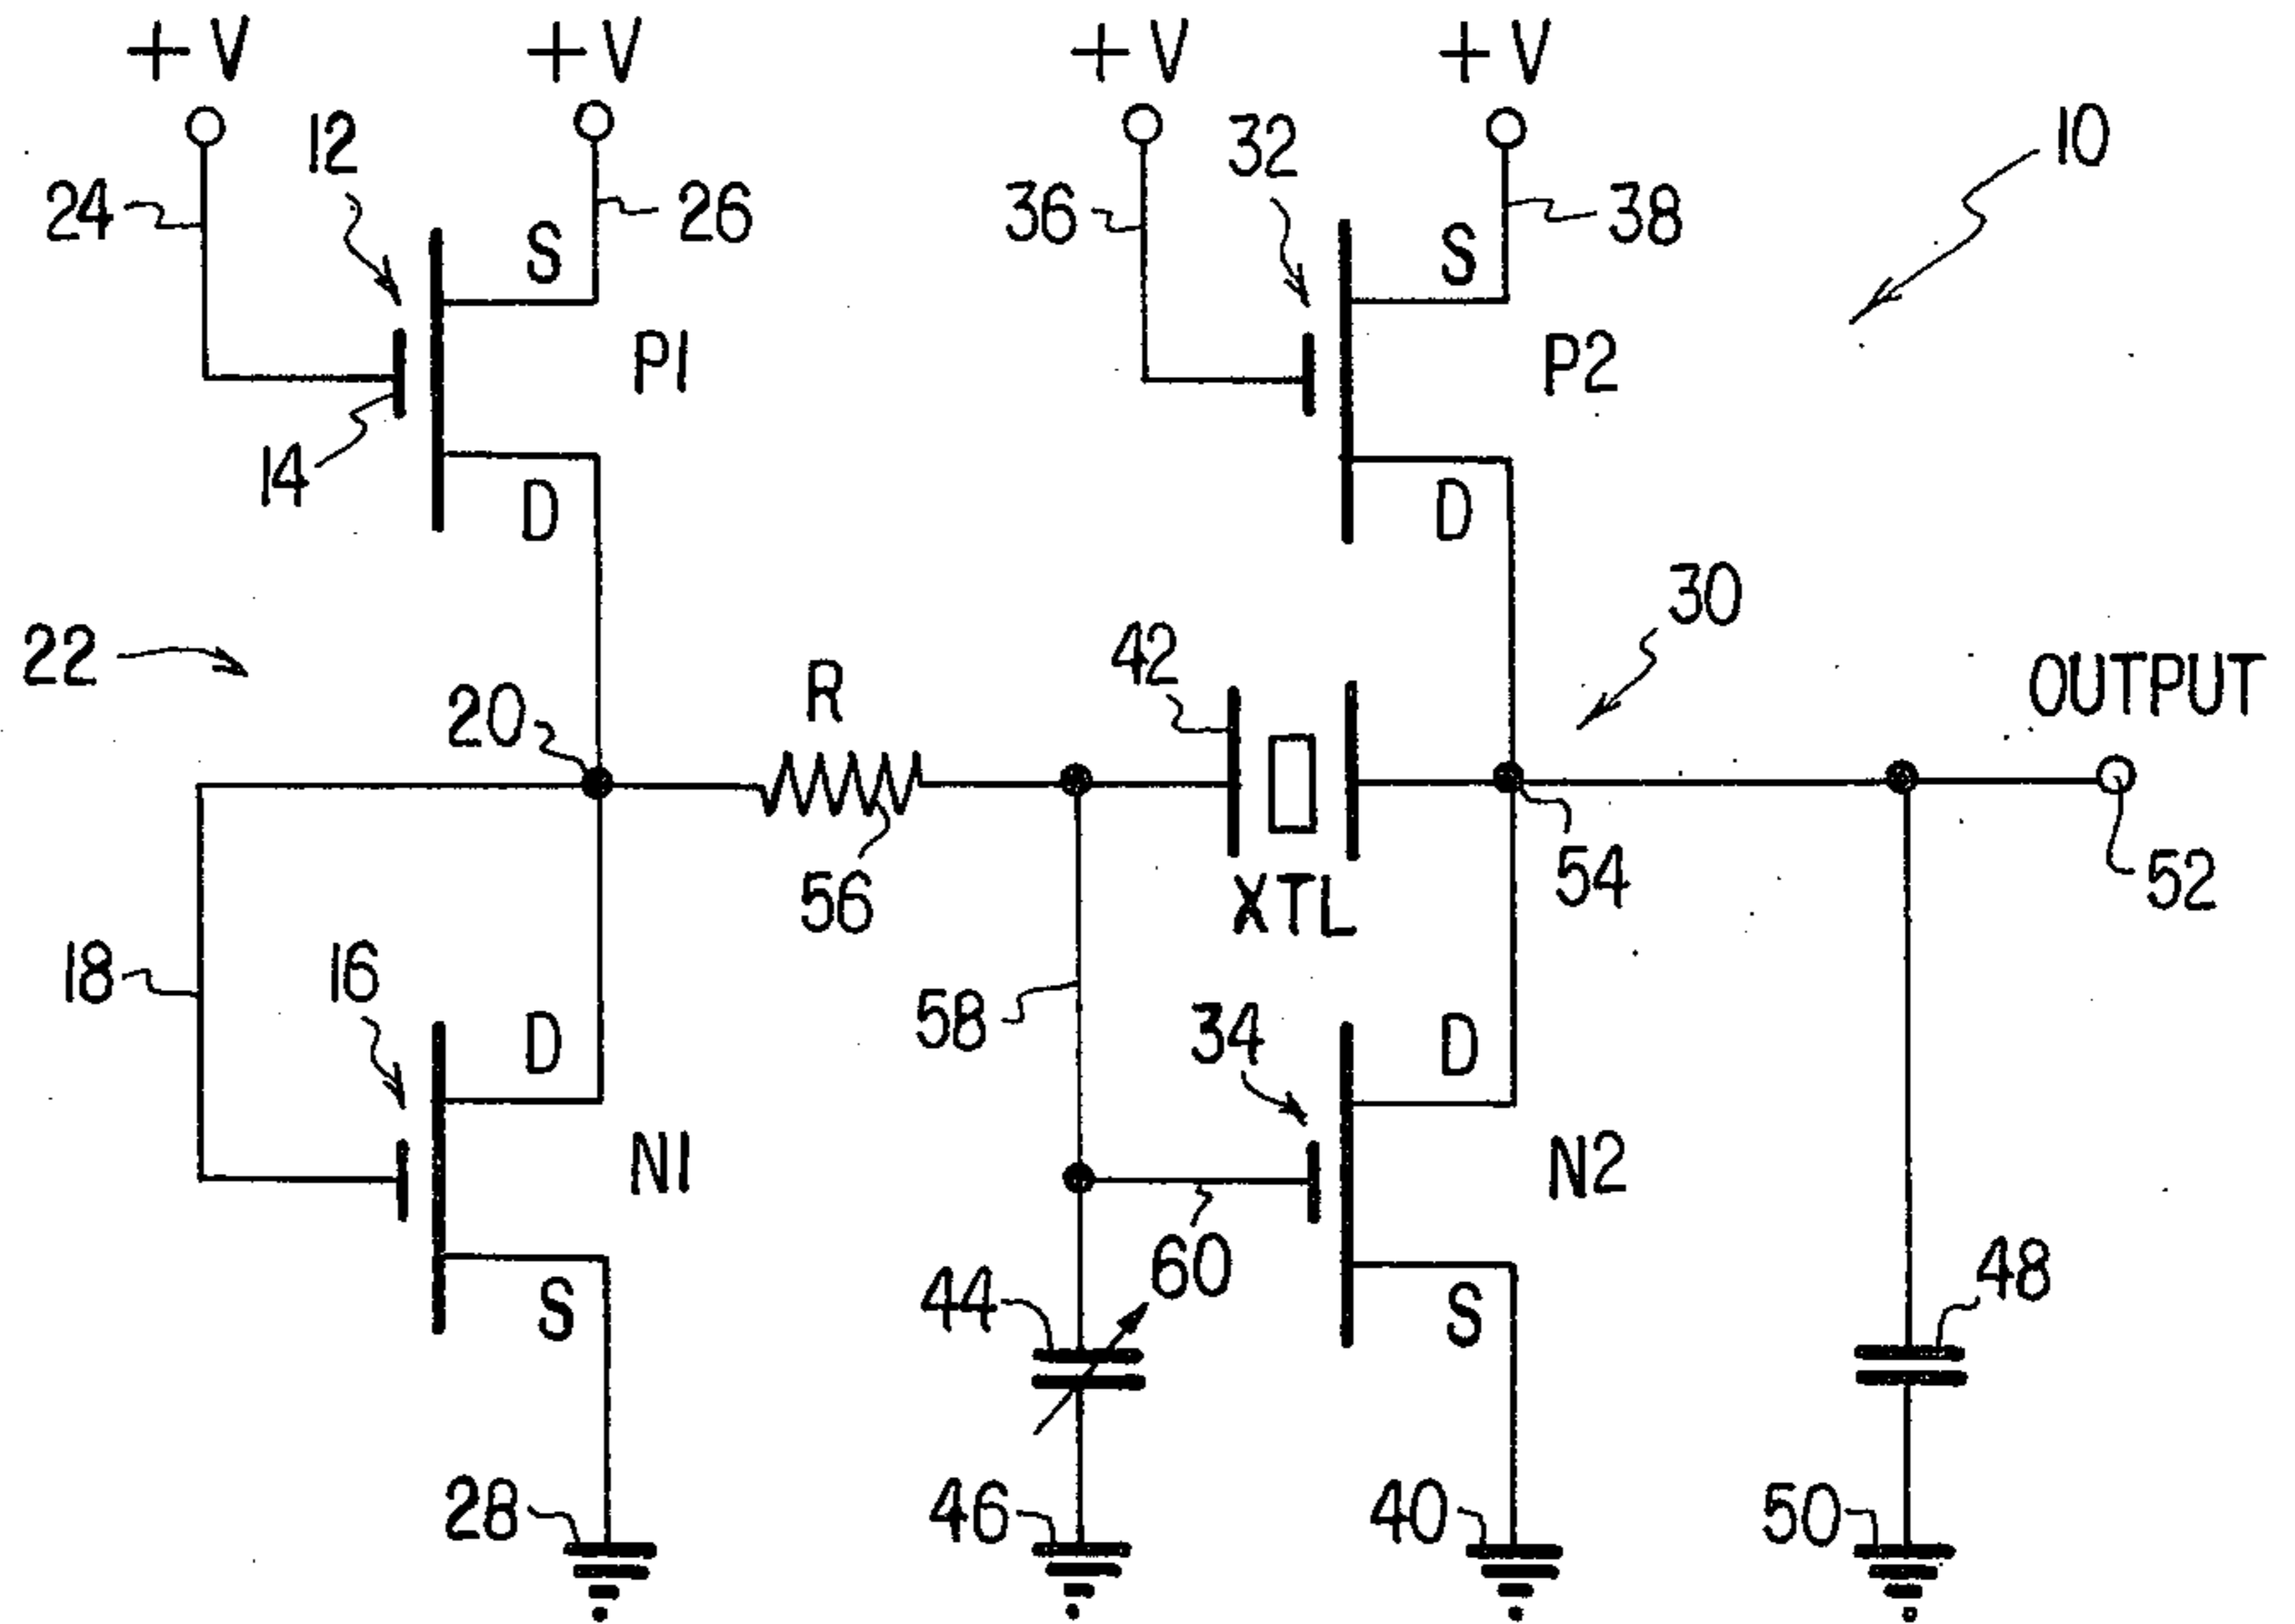 +V +V +V +V
12 32 10
24 26 36 38
S S
P1 P2
14
D D
30
22 42 OUTPUT
20 R
56 XTL 54 52
18 16 58 34
D D
N1 N2
60
44 48
S S
28 46 40 50